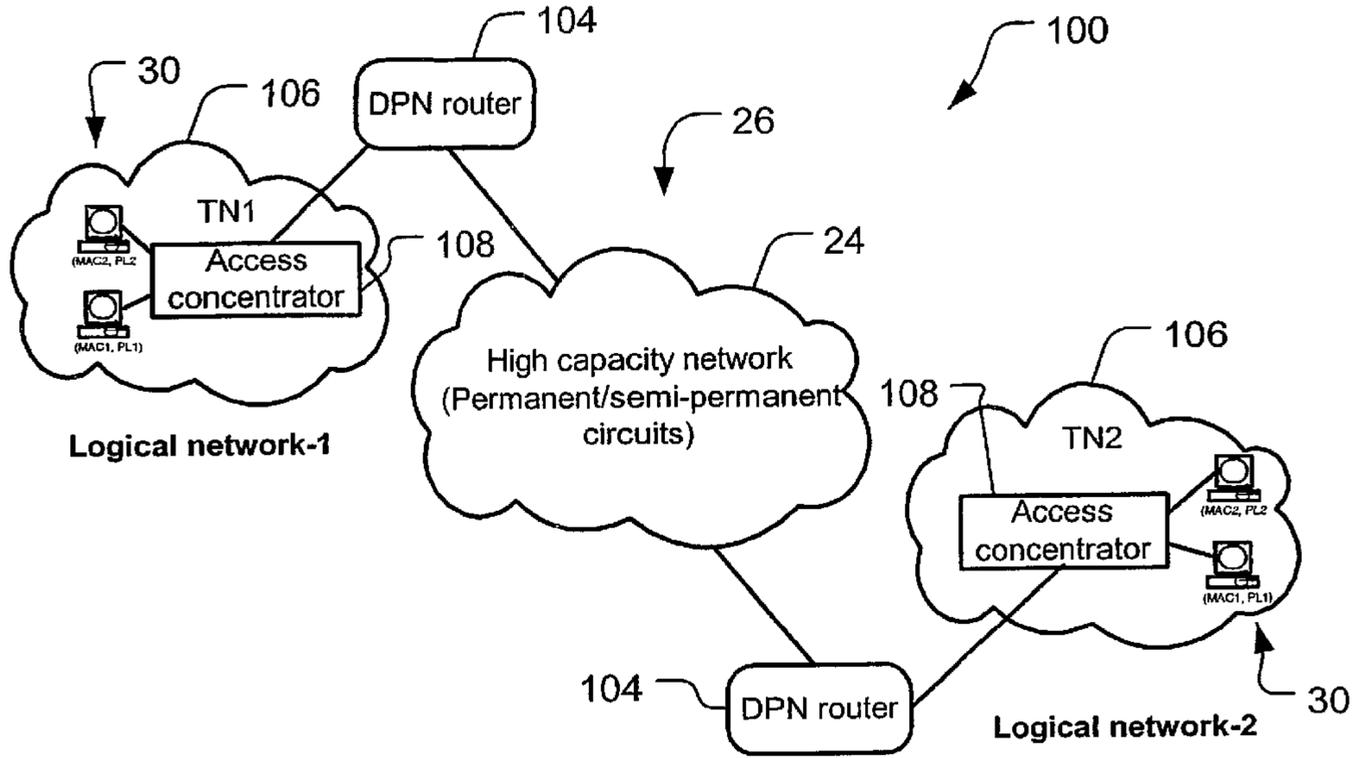 104
100
30
106
DPN router
26
TN1
24
Access
concentrator
108
(MAC2, PL2
(MAC1, PL1)
High capacity network
(Permanent/semi-permanent
circuits)
106
108
Logical network-1
TN2
Access
concentrator
(MAC2, PL2
(MAC1, PL1)
104
DPN router
30
Logical network-2